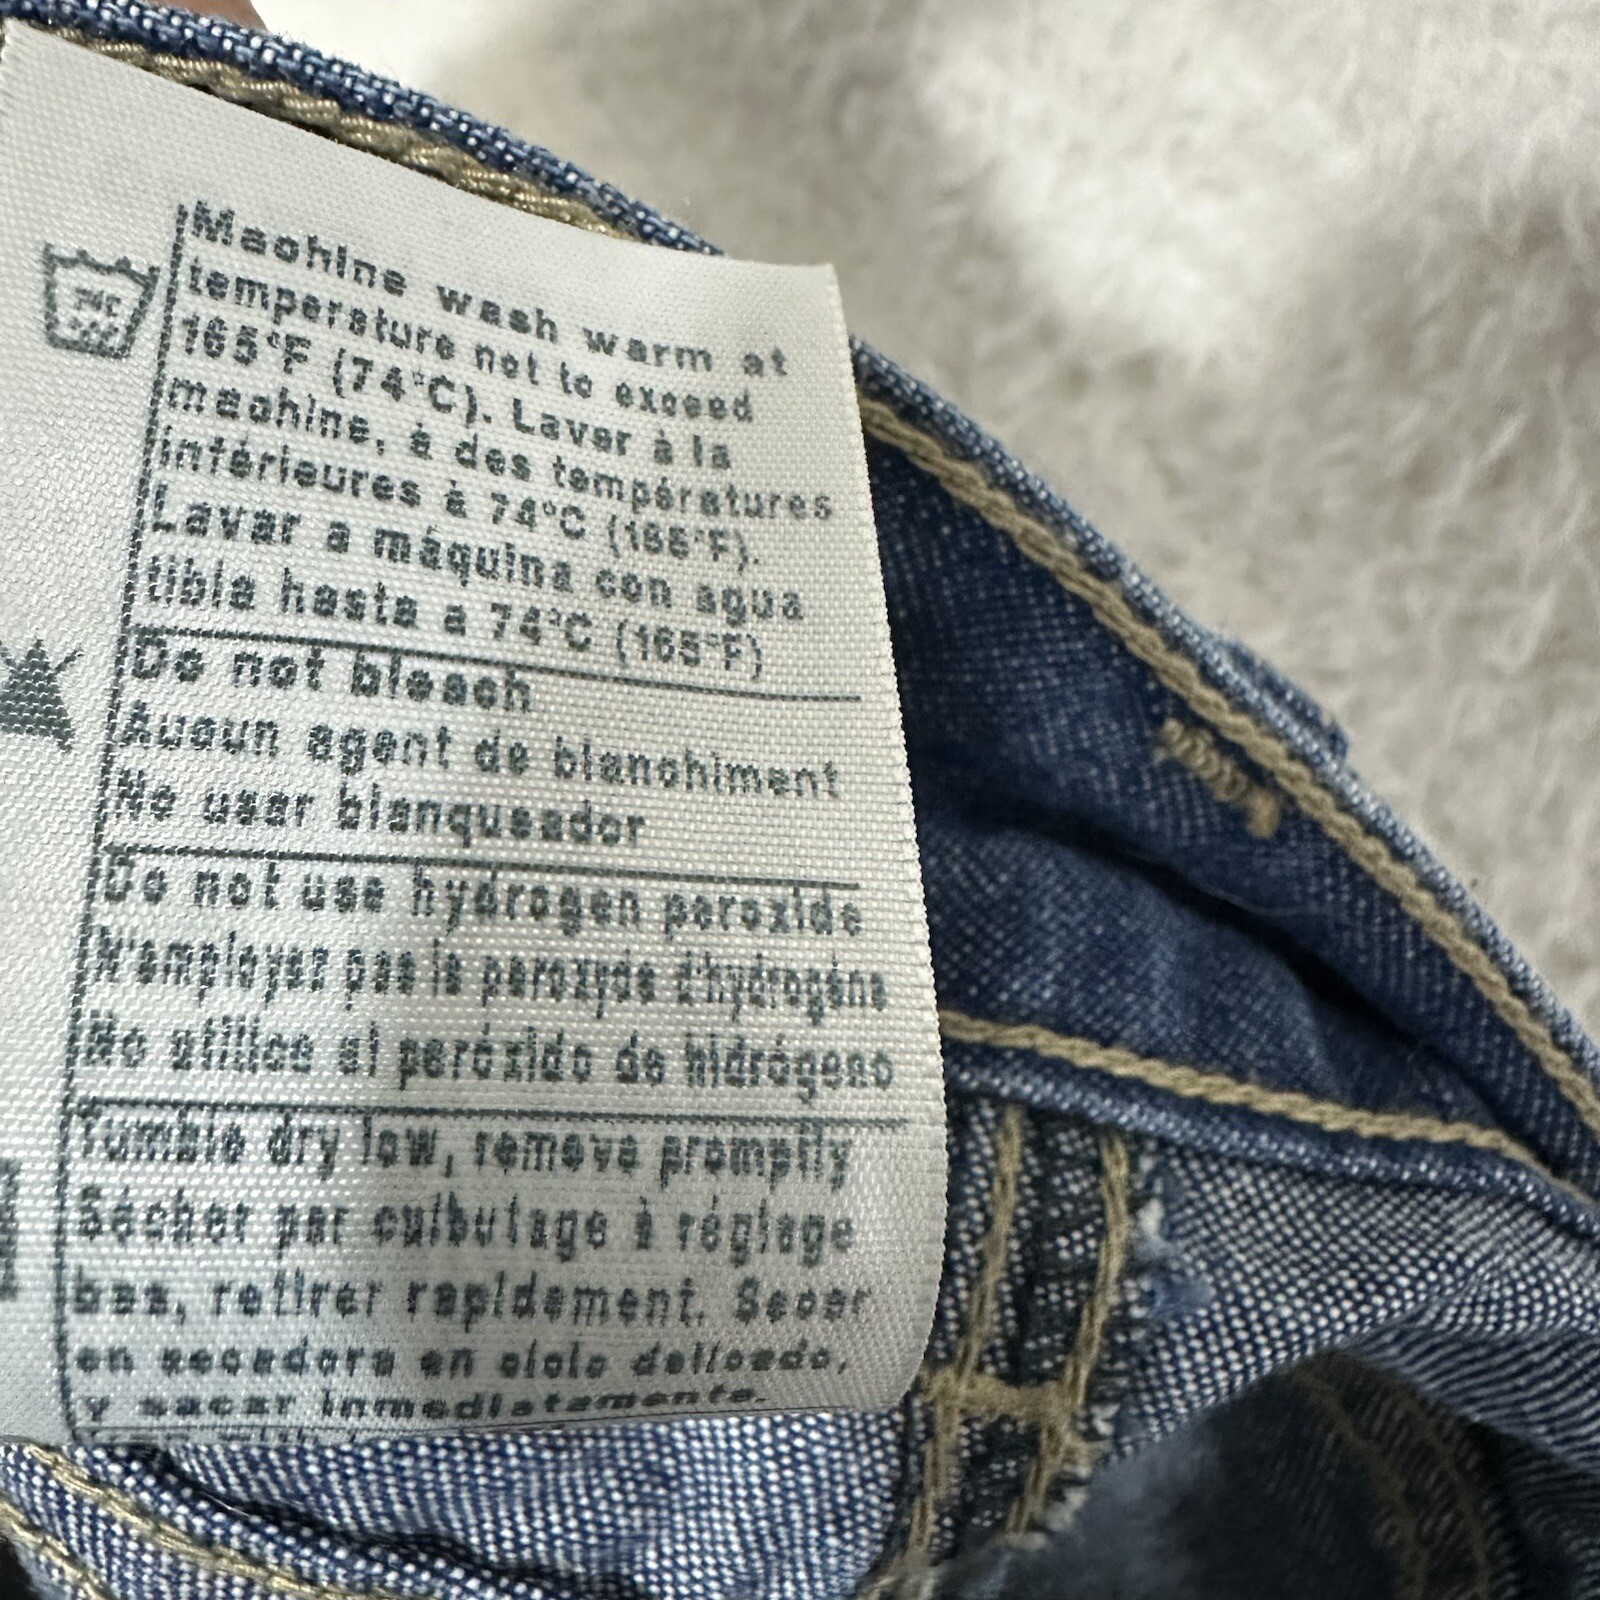 Machine wash warm at
temperature not to exceed
165°F (74°C). Laver à la
machine, à des températures
inférieures à 74°C (165°F).
Lavar a máquina con agua
tibia hasta a 74°C (165°F)
Do not bleach
Aucun agent de blanchiment
No usar blanqueador
Do not use hydrogen peroxide
N'employez pas le peroxyde d'hydrogène
No utilice el peróxido de hidrógeno
Tumble dry low, remove promptly
Sécher par culbutage à réglage
bas, retirer rapidement. Secar
en secadora en ciclo delicado,
y sacar inmediatamente.